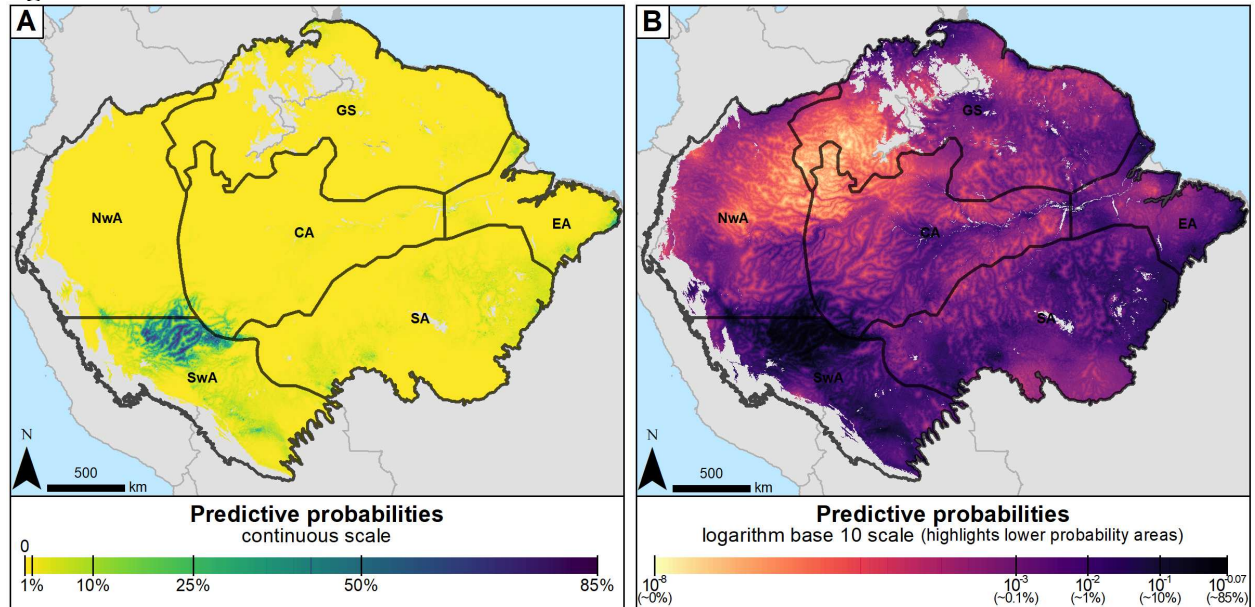 A
GS
NwA
CA
EA
SA
SwA
N
500
km
Predictive probabilities
continuous scale
0
1% 10% 25% 50% 85%
B
GS
NwA
CA
EA
SA
SwA
N
500
km
Predictive probabilities
logarithm base 10 scale (highlights lower probability areas)
10^-8 10^-3 10^-2 10^-1 10^-0.07
(~0%) (~0.1%) (~1%) (~10%) (~85%)